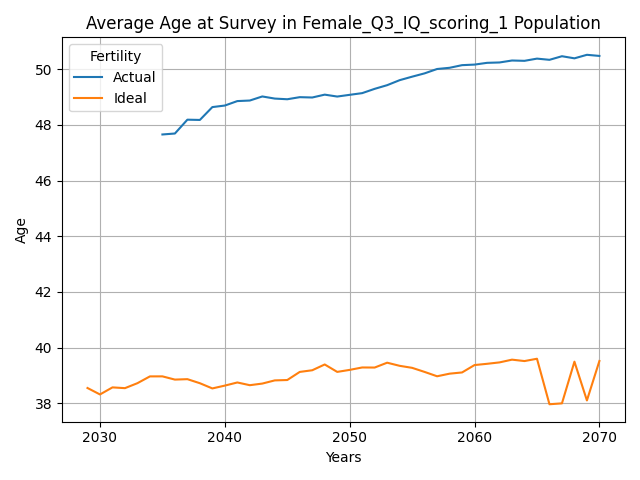 Average Age at Survey in Female_Q3_IQ_scoring_1 Population
Fertility
Actual
Ideal
50
48
46
44
42
40
38
Age
2030 2040 2050 2060 2070
Years